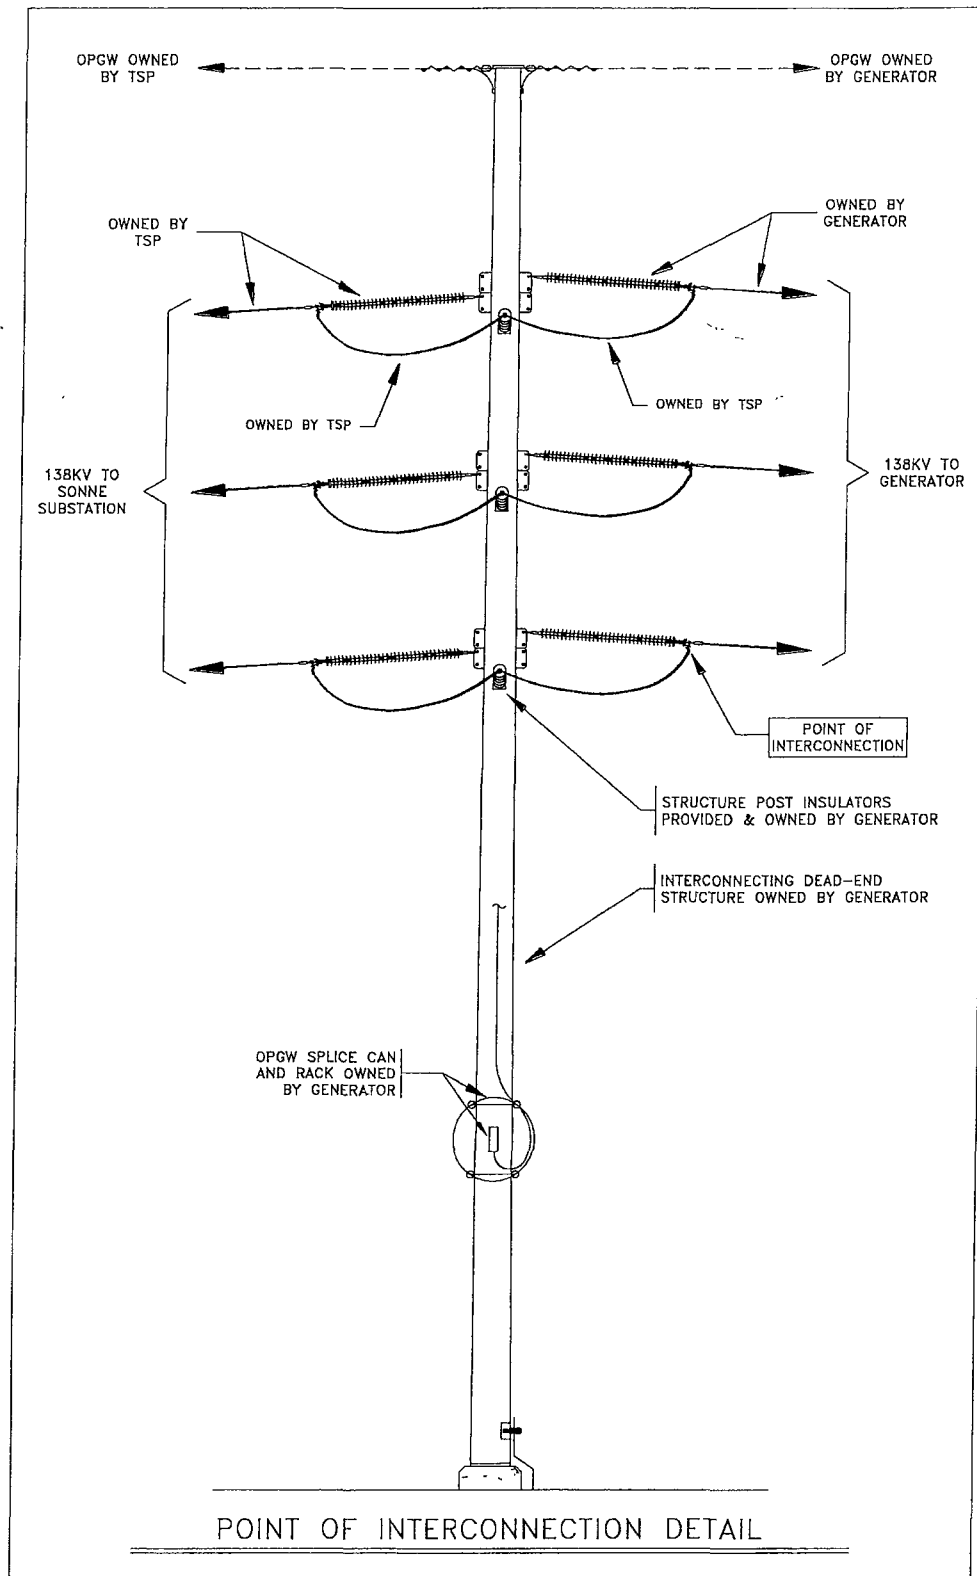 OPGW OWNED
BY TSP
OPGW OWNED
BY GENERATOR
OWNED BY
TSP
OWNED BY
GENERATOR
OWNED BY TSP
OWNED BY TSP
138KV TO
SONNE
SUBSTATION
138KV TO
GENERATOR
POINT OF
INTERCONNECTION
STRUCTURE POST INSULATORS
PROVIDED & OWNED BY GENERATOR
INTERCONNECTING DEAD-END
STRUCTURE OWNED BY GENERATOR
OPGW SPLICE CAN
AND RACK OWNED
BY GENERATOR
POINT OF INTERCONNECTION DETAIL